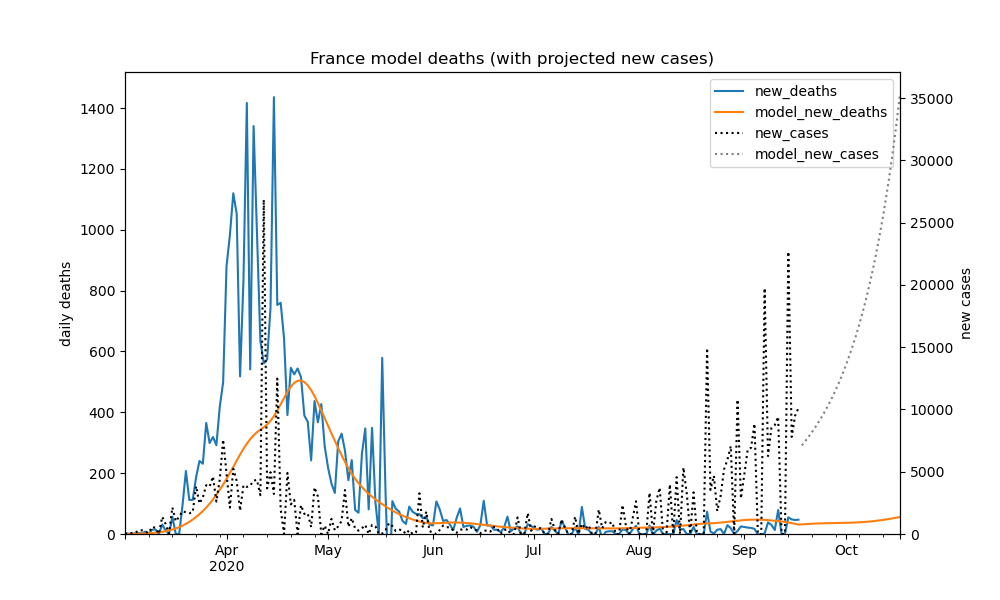 France model deaths (with projected new cases)
new_deaths
model_new_deaths
new_cases
model_new_cases
1400
1200
1000
800
600
400
200
0
daily deaths
35000
30000
25000
20000
15000
10000
5000
0
new cases
Apr May Jun Jul Aug Sep Oct
2020